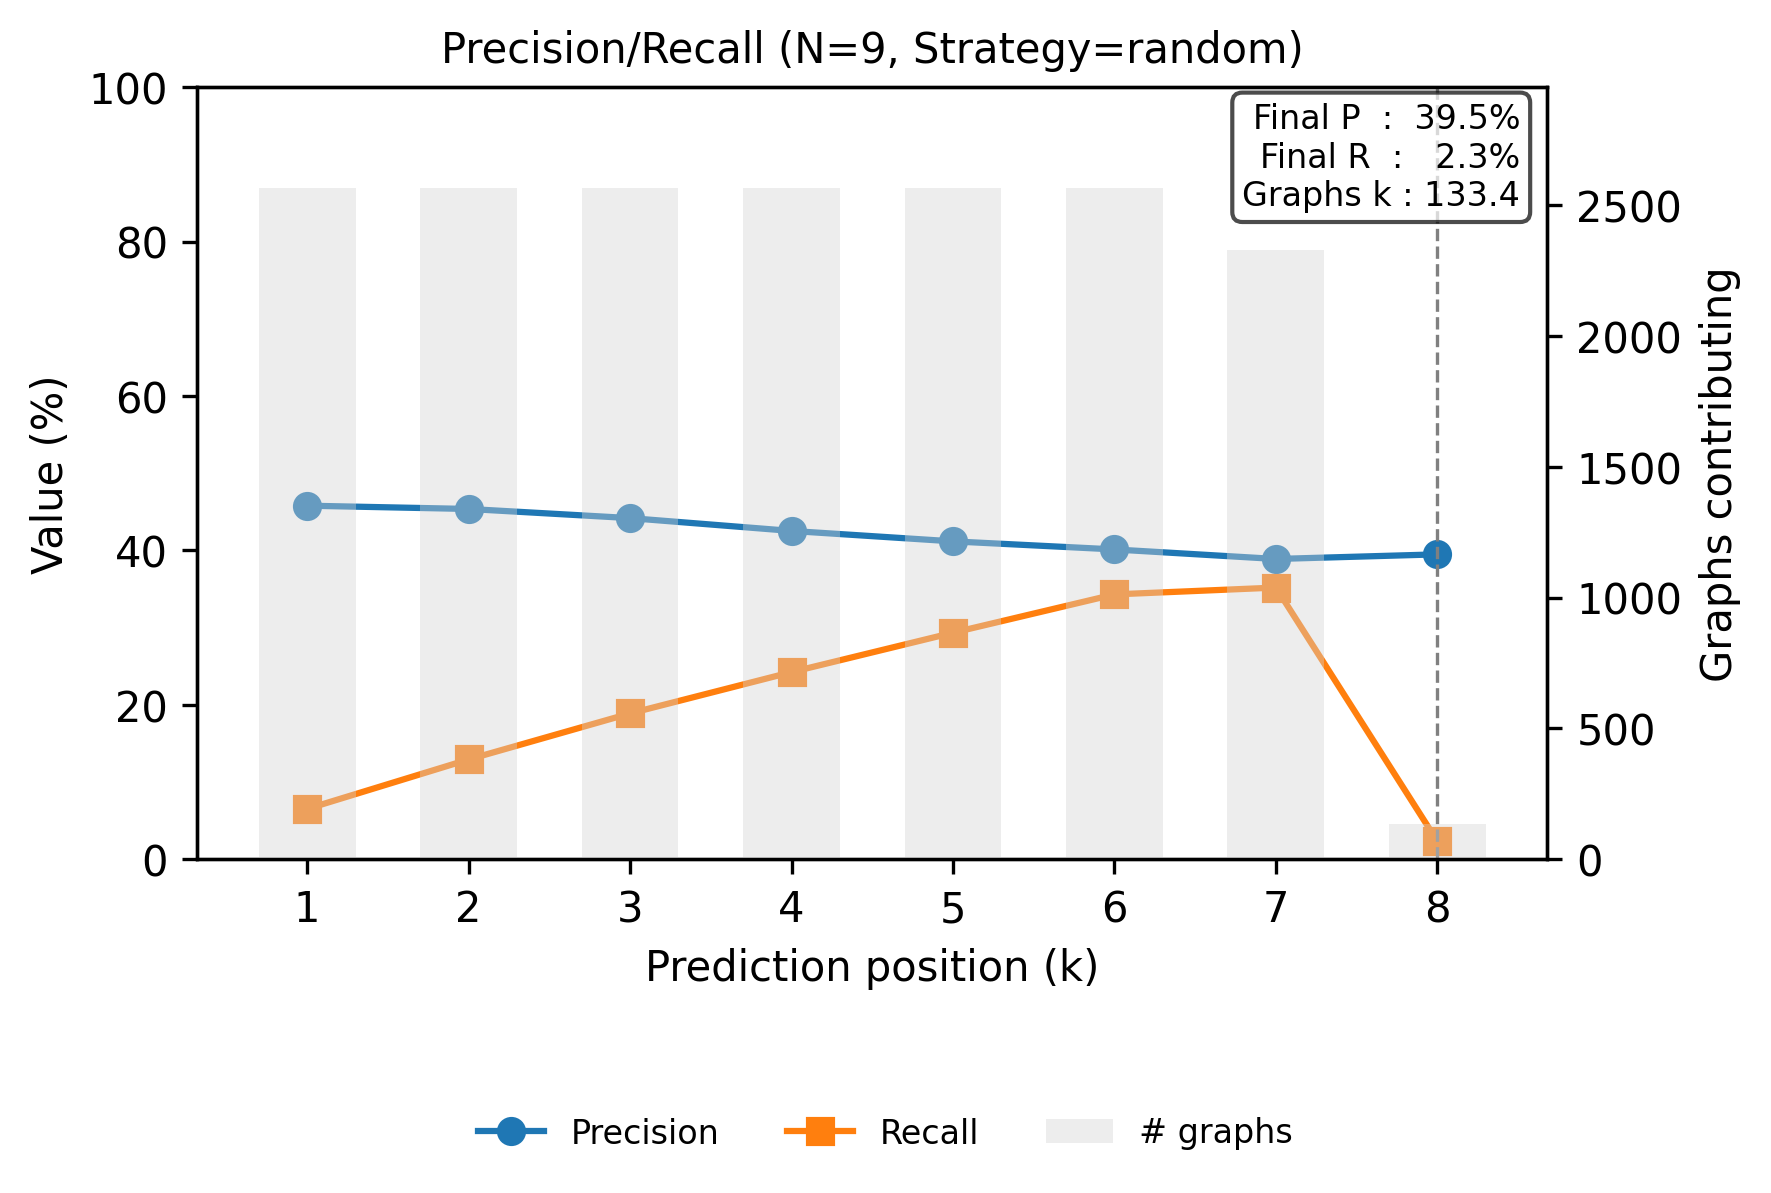 Precision/Recall (N=9, Strategy=random)
100
80
60
40
20
0
Value (%)
Final P : 39.5%
Final R : 2.3%
Graphs k : 133.4
2500
2000
1500
1000
500
0
Graphs contributing
1 2 3 4 5 6 7 8
Prediction position (k)
Precision Recall # graphs